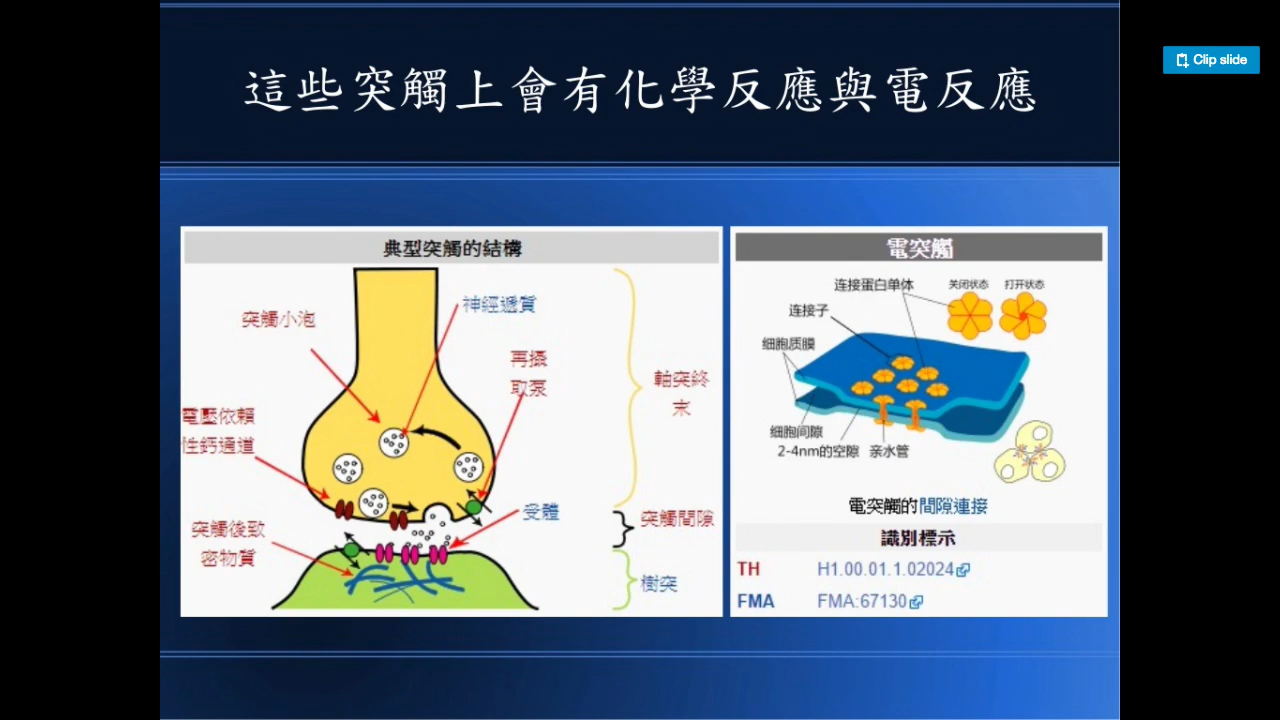 Clip slide
這些突觸上會有化學反應與電反應
典型突觸的結構
神經遞質
突觸小泡
再攝
取泵
軸突終
末
電壓依賴
性鈣通道
受體
突觸間隙
突觸後致
密物質
樹突
電突觸
连接蛋白单体
关闭状态
打开状态
连接子
细胞质膜
细胞间隙
2-4nm的空隙
亲水管
電突觸的間隙連接
識別標示
TH H1.00.01.1.02024
FMA FMA:67130